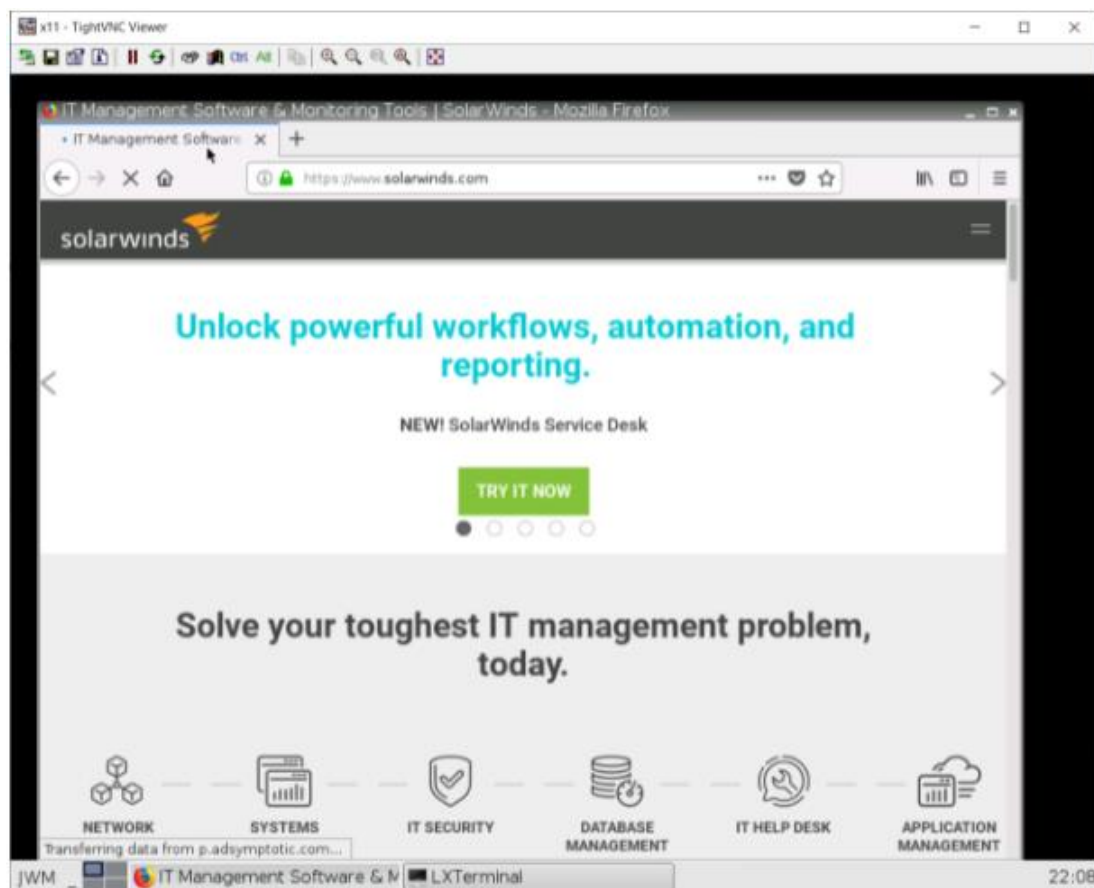 x11 - TightVNC Viewer
Ctrl Alt
IT Management Software & Monitoring Tools | SolarWinds - Mozilla Firefox
IT Management Software
https://www.solarwinds.com
solarwinds
Unlock powerful workflows, automation, and
reporting.
NEW! SolarWinds Service Desk
TRY IT NOW
Solve your toughest IT management problem,
today.
NETWORK
SYSTEMS
IT SECURITY
DATABASE
MANAGEMENT
IT HELP DESK
APPLICATION
MANAGEMENT
Transferring data from p.adsymptotic.com...
JWM _ IT Management Software & M LXTerminal 22:08